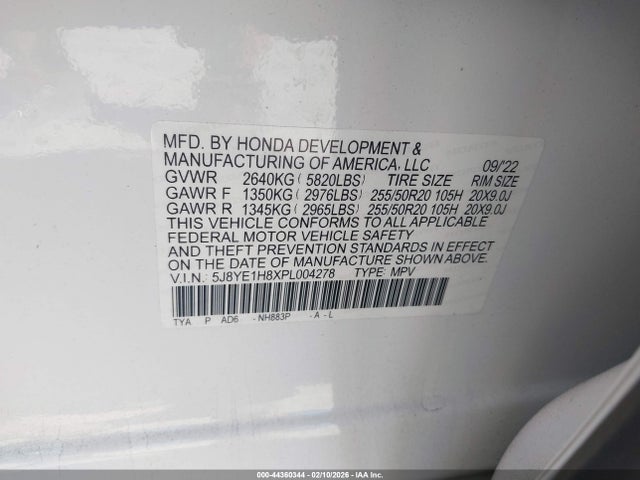 MFD. BY HONDA DEVELOPMENT &
MANUFACTURING OF AMERICA, LLC 09/'22
GVWR 2640KG ( 5820LBS) TIRE SIZE RIM SIZE
GAWR F 1350KG ( 2976LBS) 255/50R20 105H 20X9.0J
GAWR R 1345KG ( 2965LBS) 255/50R20 105H 20X9.0J
THIS VEHICLE CONFORMS TO ALL APPLICABLE
FEDERAL MOTOR VEHICLE SAFETY
AND THEFT PREVENTION STANDARDS IN EFFECT
ON THE DATE OF MANUFACTURE SHOWN ABOVE.
V.I.N.: 5J8YE1H8XPL004278 TYPE: MPV
TYA P AD6 -NH883P -A-L
000-44360344 - 02/10/2026 - © IAA Inc.